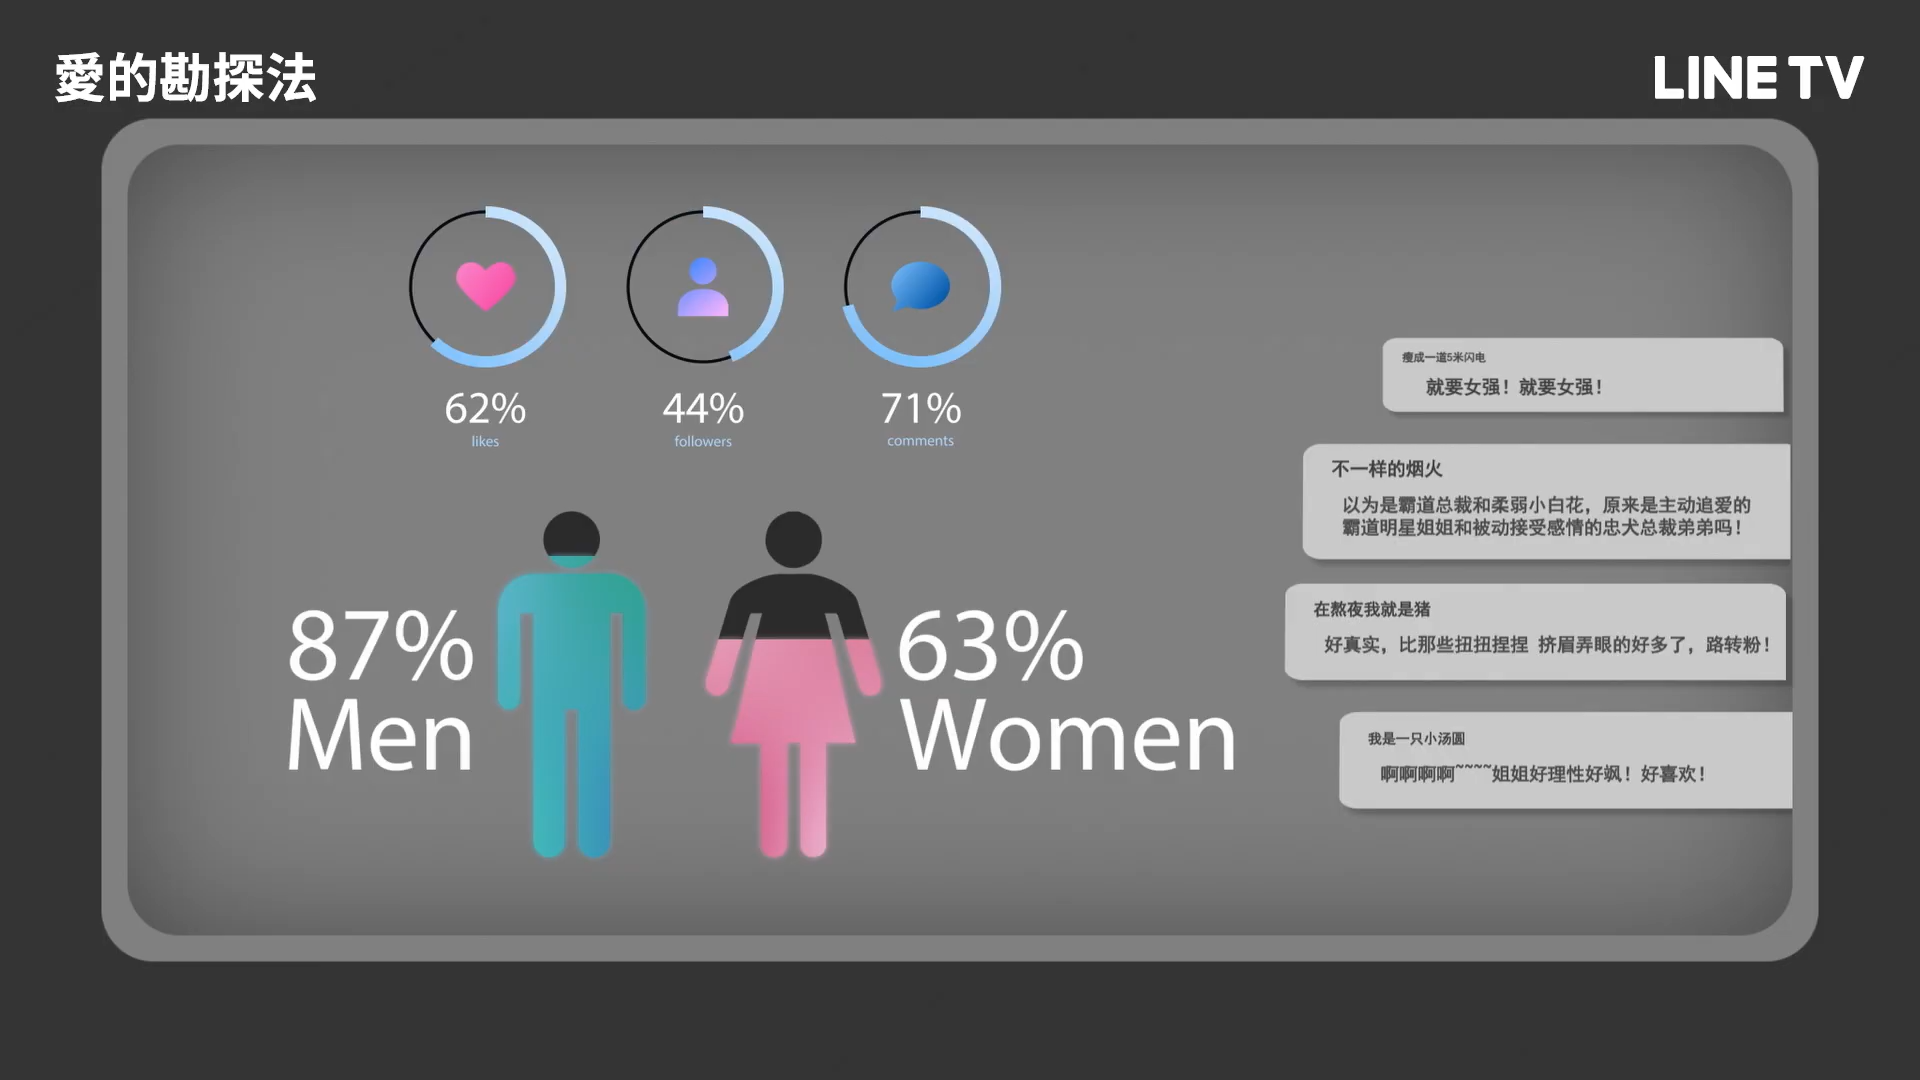 愛的勘探法
LINE TV
62%
likes
44%
followers
71%
comments
87%
Men
63%
Women
瘦成一道5米闪电
就要女强！就要女强！
不一样的烟火
以为是霸道总裁和柔弱小白花，原来是主动追爱的
霸道明星姐姐和被动接受感情的忠犬总裁弟弟吗！
在熬夜我就是猪
好真实，比那些扭扭捏捏 挤眉弄眼的好多了，路转粉！
我是一只小汤圆
啊啊啊啊~~~~姐姐好理性好飒！好喜欢！